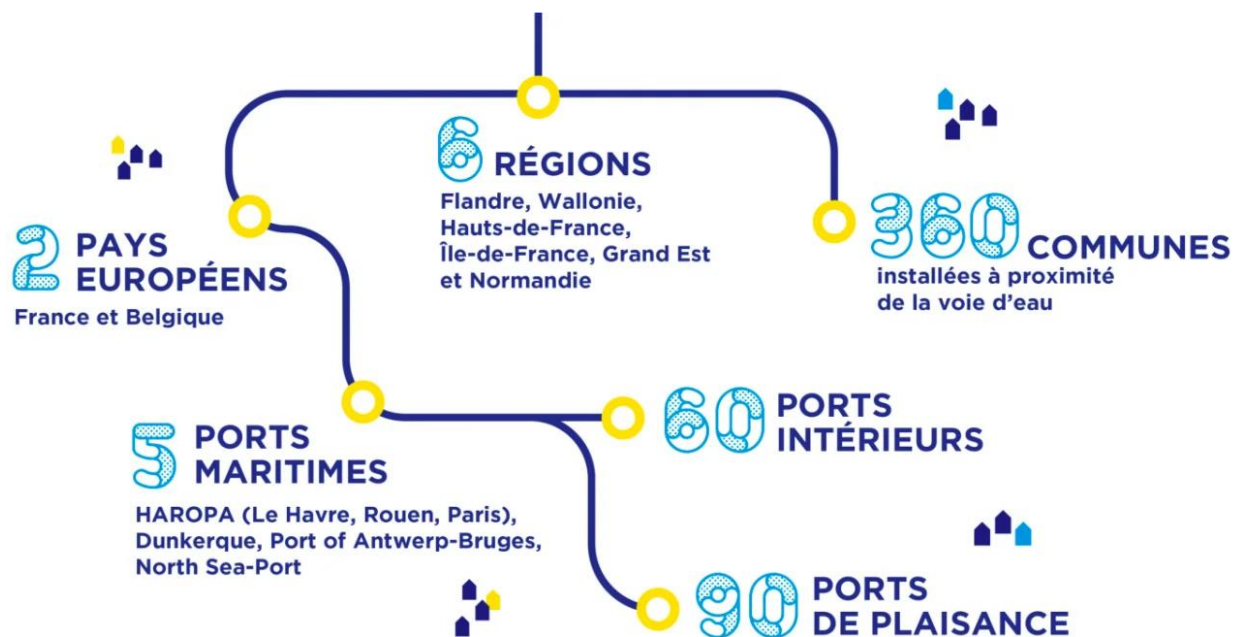 6 RÉGIONS
Flandre, Wallonie,
Hauts-de-France,
Île-de-France, Grand Est
et Normandie
360 COMMUNES
installées à proximité
de la voie d'eau
2 PAYS
EUROPÉENS
France et Belgique
5 PORTS
MARITIMES
HAROPA (Le Havre, Rouen, Paris),
Dunkerque, Port of Antwerp-Bruges,
North Sea-Port
60 PORTS
INTÉRIEURS
90 PORTS
DE PLAISANCE